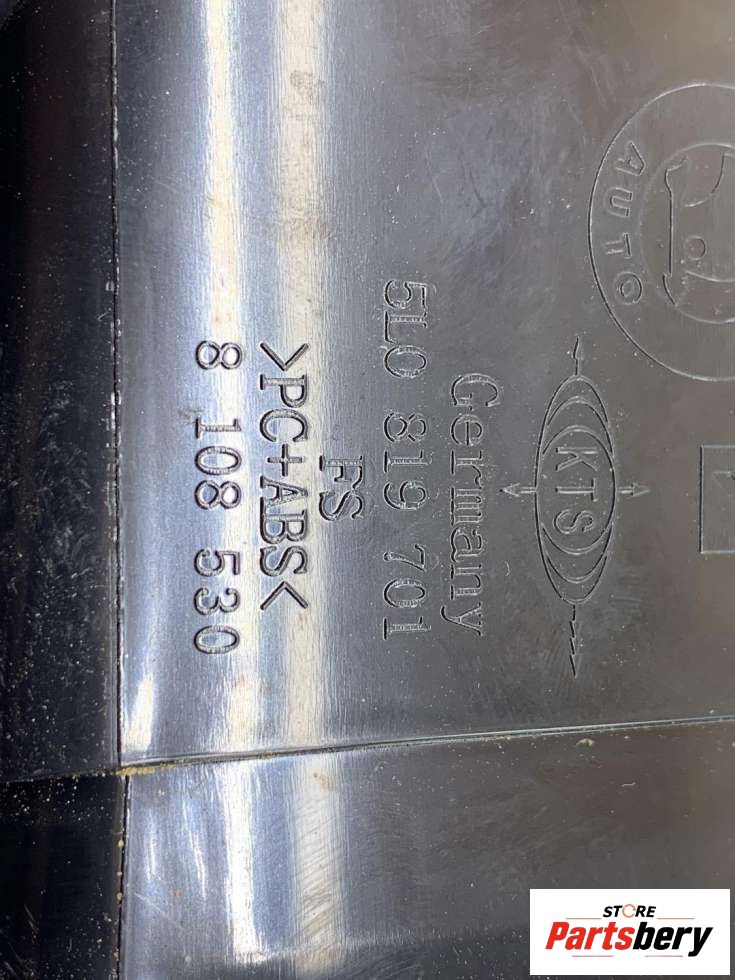 AUTO
KTS
Germany
5L0 819 701
FS
>PC+ABS<
8 108 530
STORE
Partsbery